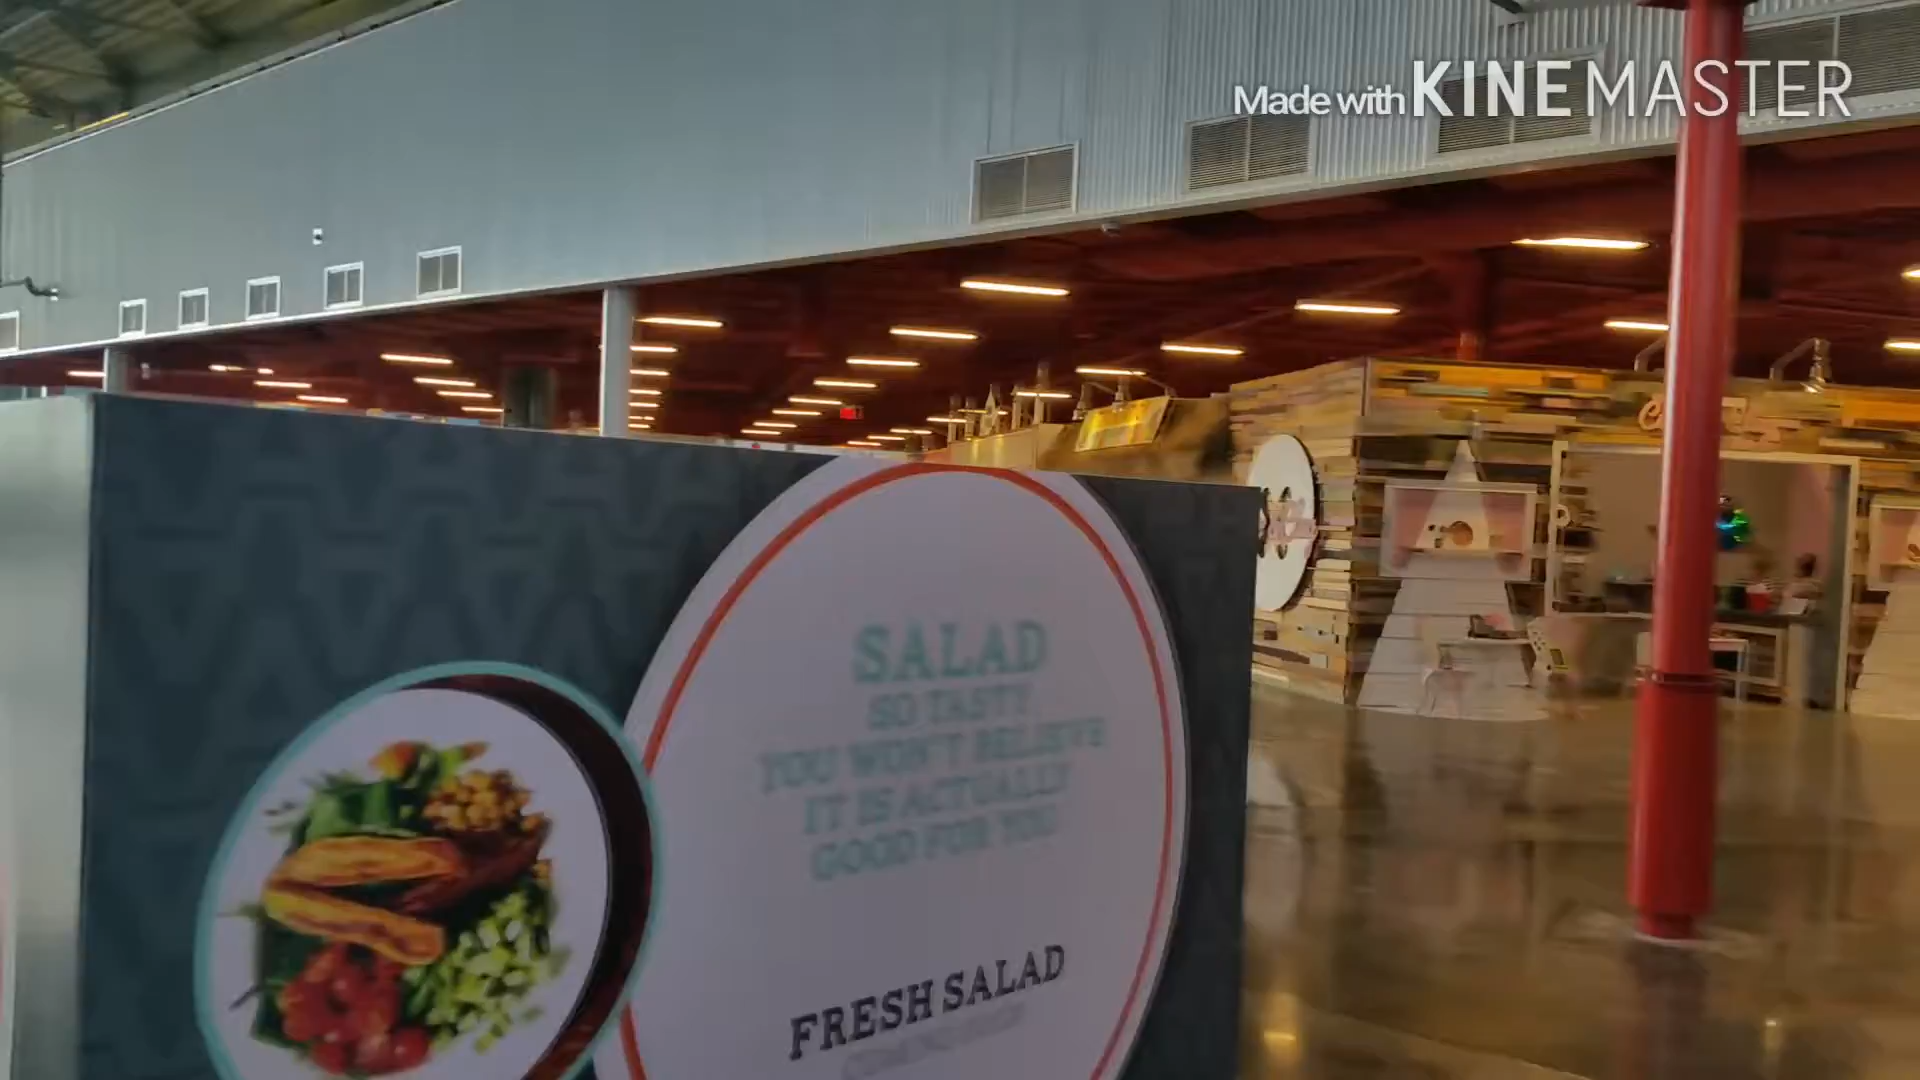 Made with KINEMASTER
SALAD
SO TASTY
YOU WON'T BELIEVE
IT IS ACTUALLY
GOOD FOR YOU
FRESH SALAD